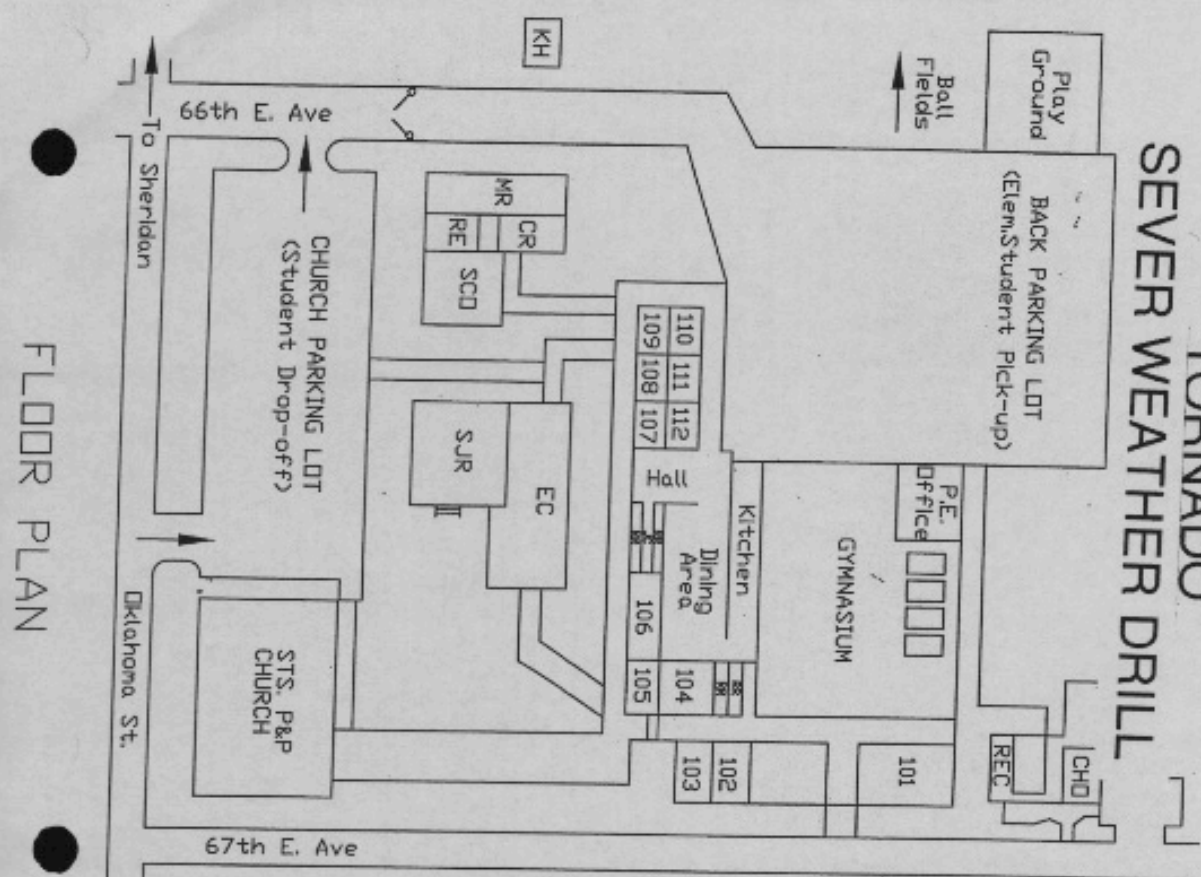 TORNADO
SEVER WEATHER DRILL
Play
Ground
Ball
Fields
BACK PARKING LOT
(Elem.Student Pick-up)
KH
66th E. Ave
To Sheridan
CHURCH PARKING LOT
(Student Drop-off)
MR
RE
CR
SCD
110
111
112
109
108
107
Hall
Kitchen
Dining
Area
P.E.
Office
GYMNASIUM
SJR
EC
106
105
104
103
102
101
REC
CHO
STS. P&P
CHURCH
Oklahoma St.
67th E. Ave
FLOOR PLAN